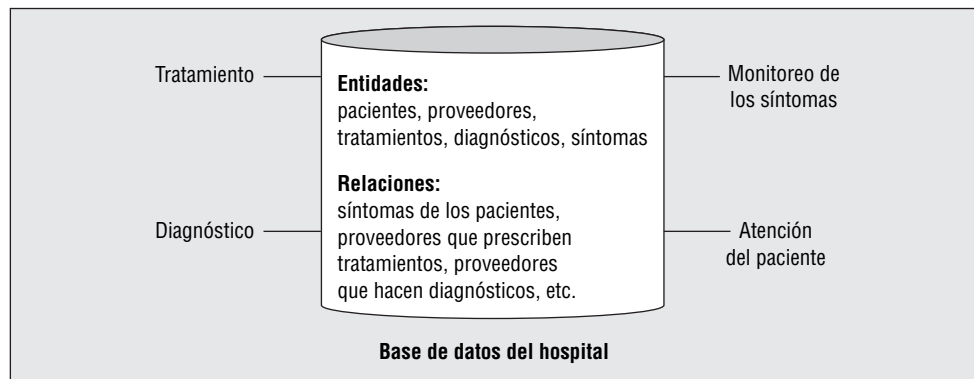 Tratamiento
Diagnóstico
Entidades:
pacientes, proveedores,
tratamientos, diagnósticos, síntomas
Relaciones:
síntomas de los pacientes,
proveedores que prescriben
tratamientos, proveedores
que hacen diagnósticos, etc.
Monitoreo de
los síntomas
Atención
del paciente
Base de datos del hospital